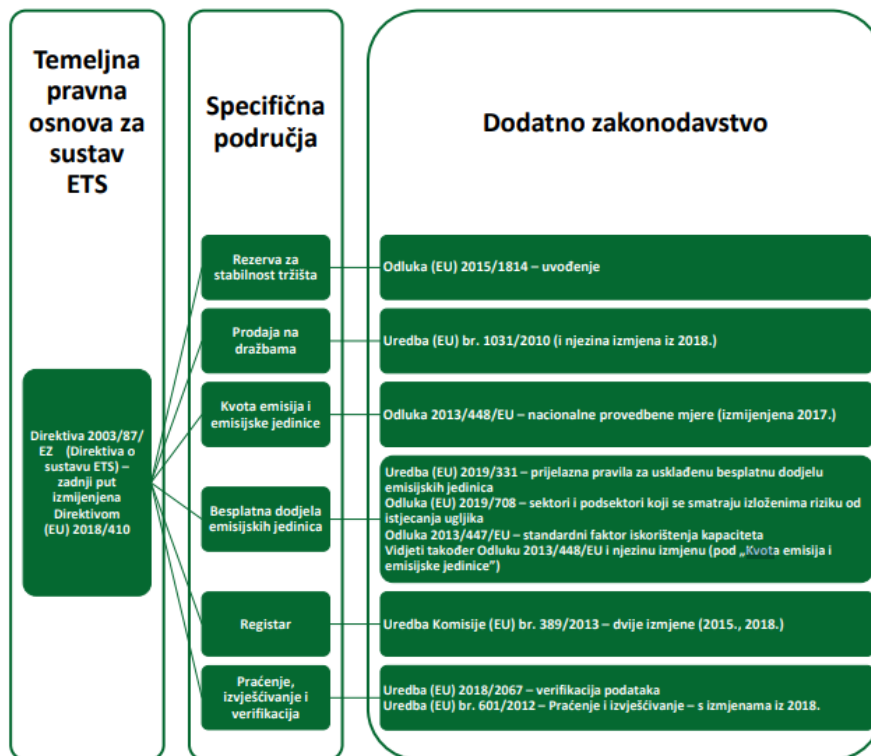 Temeljna
pravna
osnova za
sustav
ETS
Specifična
područja
Dodatno zakonodavstvo
Direktiva 2003/87/
EZ (Direktiva o
sustavu ETS) –
zadnji put
izmijenjena
Direktivom
(EU) 2018/410
Rezerva za
stabilnost tržišta
Odluka (EU) 2015/1814 – uvođenje
Prodaja na
dražbama
Uredba (EU) br. 1031/2010 (i njezina izmjena iz 2018.)
Kvota emisija i
emisijske jedinice
Odluka 2013/448/EU – nacionalne provedbene mjere (izmijenjena 2017.)
Besplatna dodjela
emisijskih jedinica
Uredba (EU) 2019/331 – prijelazna pravila za usklađenu besplatnu dodjelu
emisijskih jedinica
Odluka (EU) 2019/708 – sektori i podsektori koji se smatraju izloženima riziku od
istjecanja ugljika
Odluka 2013/447/EU – standardni faktor iskorištenja kapaciteta
Vidjeti također Odluku 2013/448/EU i njezinu izmjenu (pod „Kvota emisija i
emisijske jedinice”)
Registar
Uredba Komisije (EU) br. 389/2013 – dvije izmjene (2015., 2018.)
Praćenje,
izvješćivanje i
verifikacija
Uredba (EU) 2018/2067 – verifikacija podataka
Uredba (EU) br. 601/2012 – Praćenje i izvješćivanje – s izmjenama iz 2018.